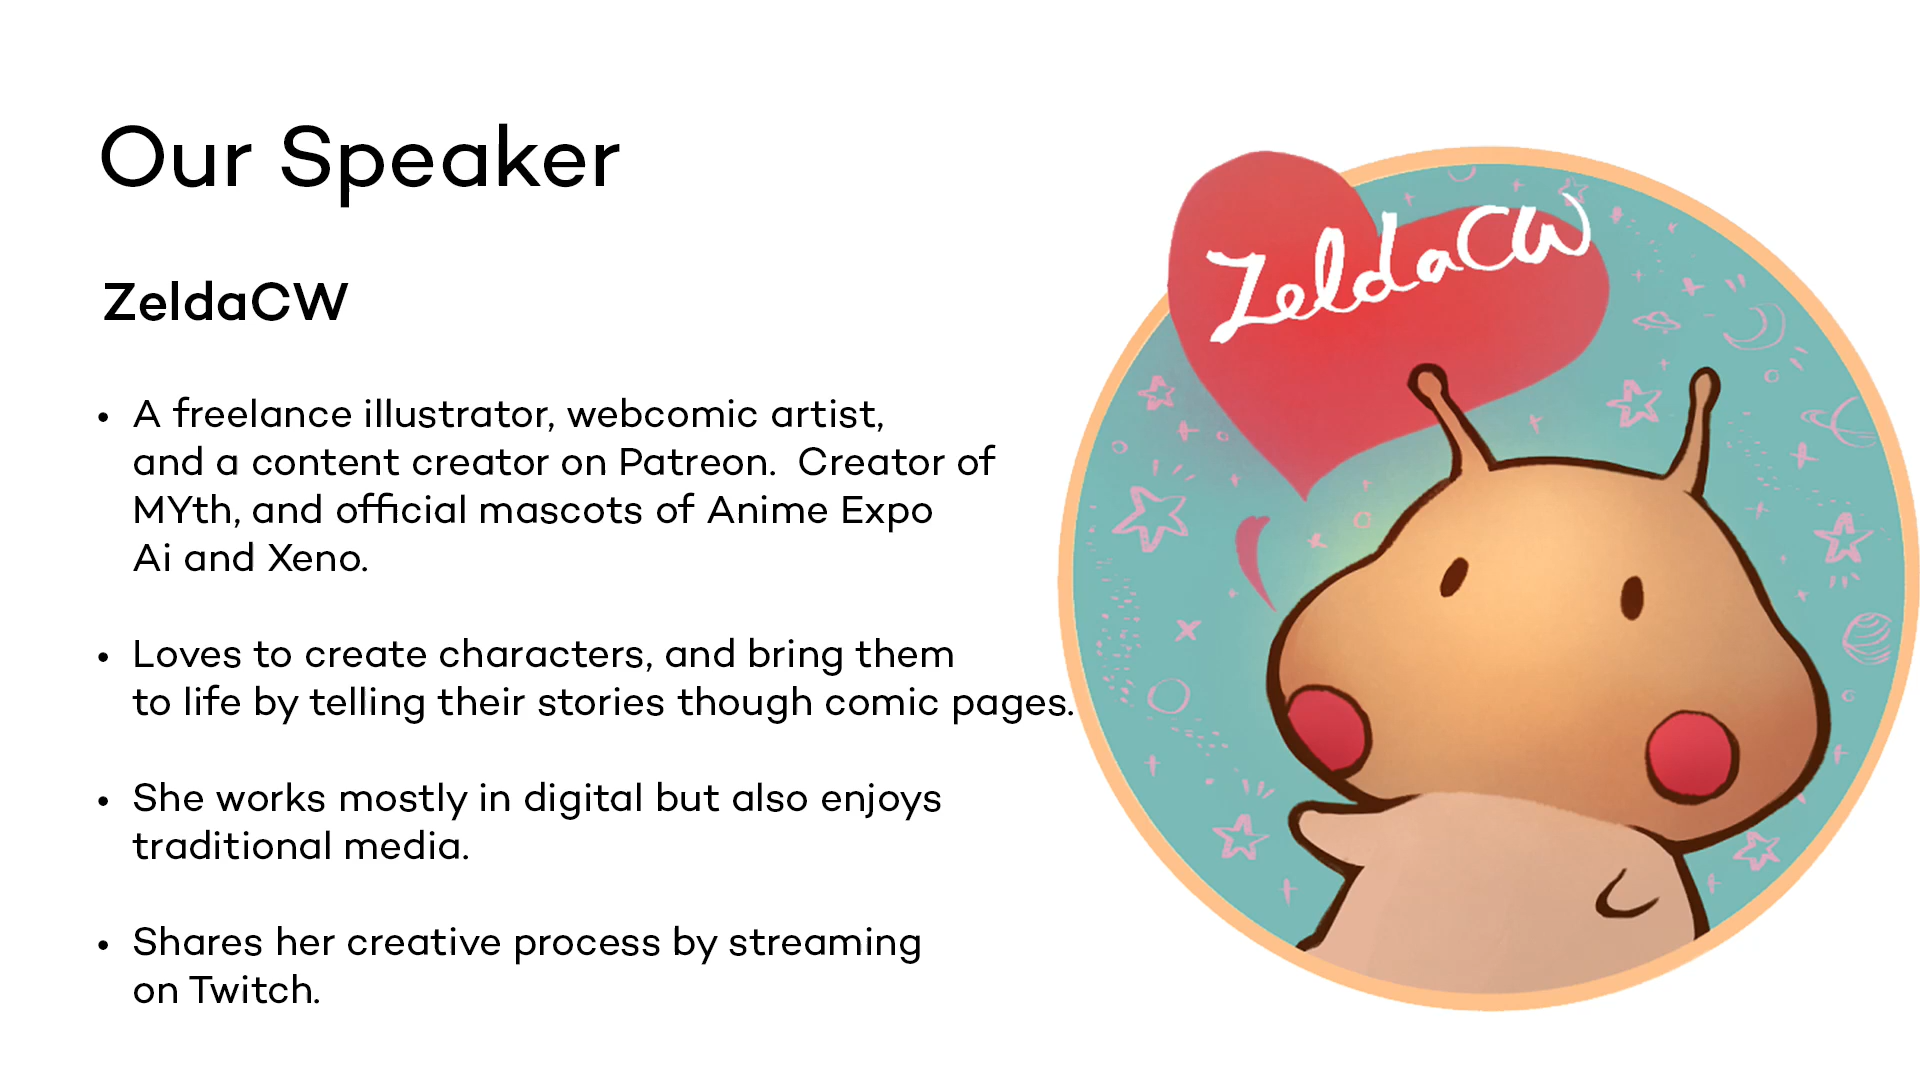 Our Speaker
ZeldaCW
• A freelance illustrator, webcomic artist,
and a content creator on Patreon.  Creator of
MYth, and official mascots of Anime Expo
Ai and Xeno.
• Loves to create characters, and bring them
to life by telling their stories though comic pages.
• She works mostly in digital but also enjoys
traditional media.
• Shares her creative process by streaming
on Twitch.
ZeldaCW